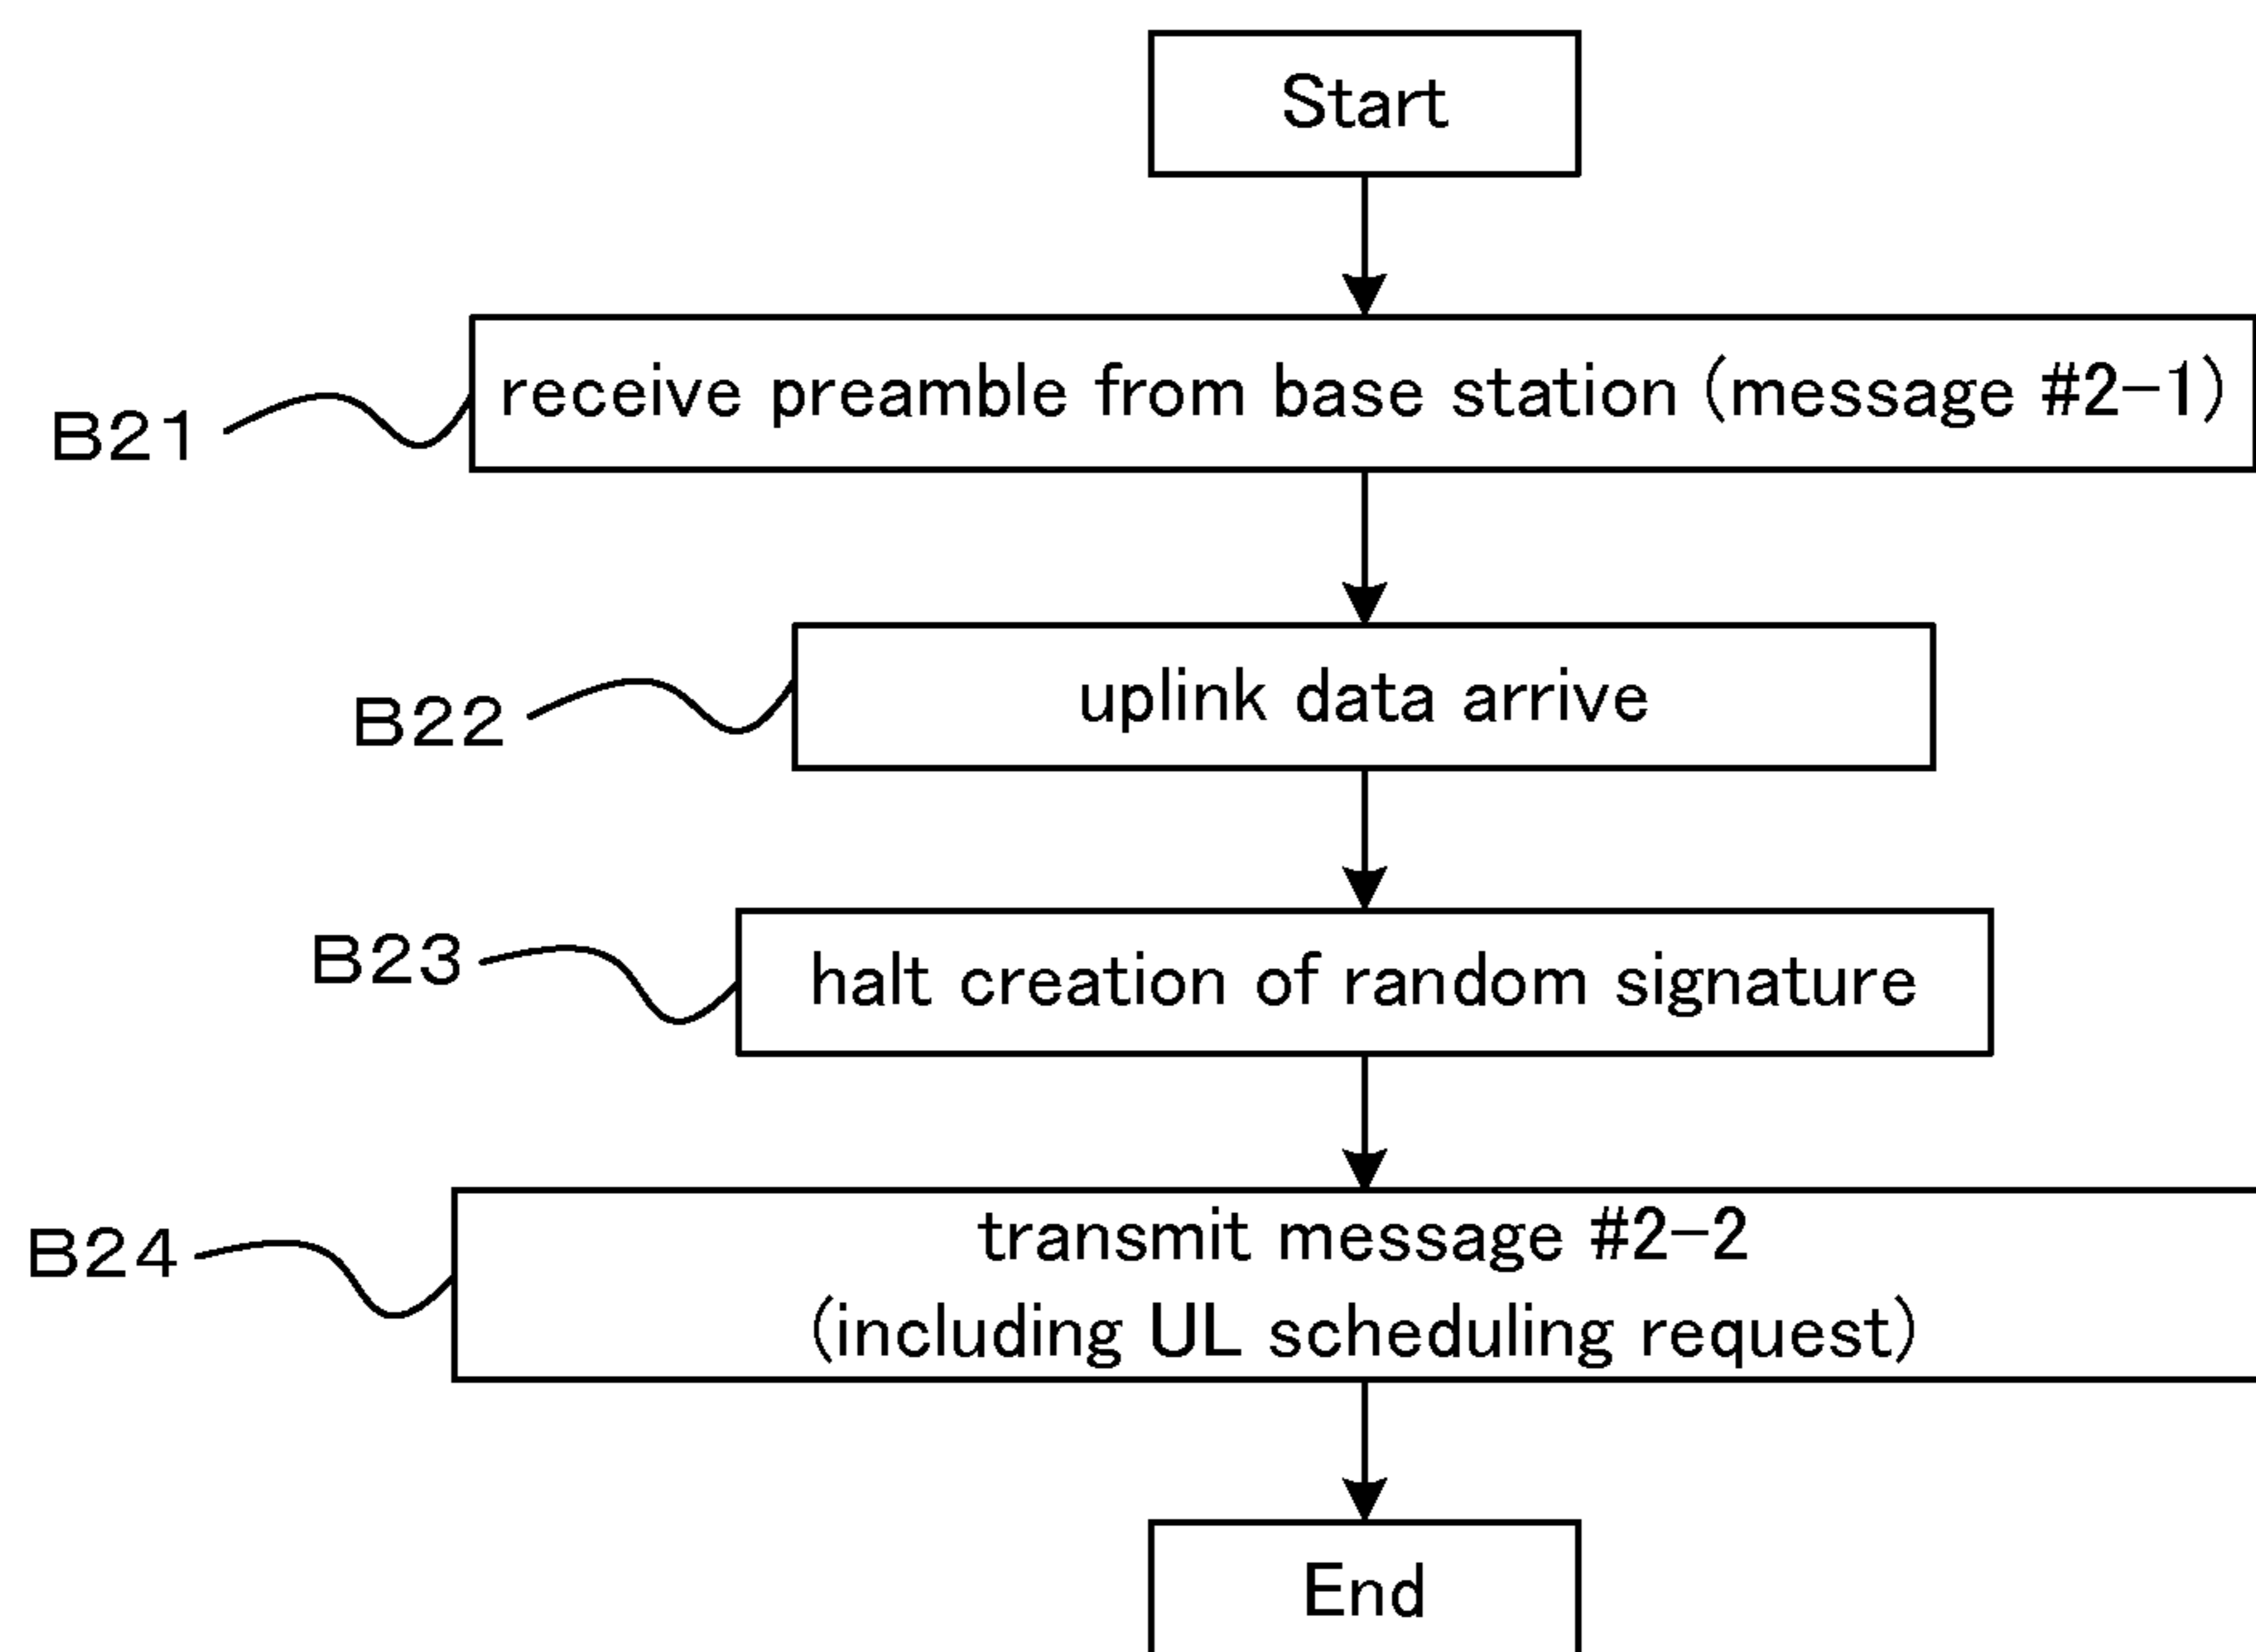 Start
B21
receive preamble from base station (message #2-1)
B22
uplink data arrive
B23
halt creation of random signature
B24
transmit message #2-2
(including UL scheduling request)
End